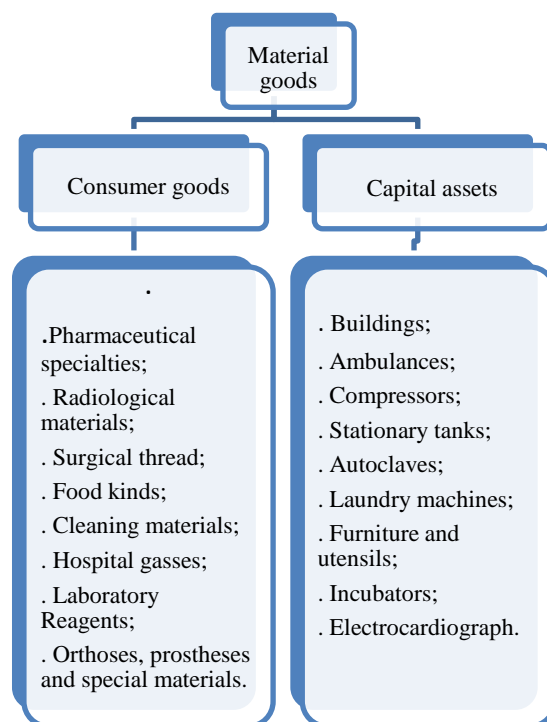 Material
goods
Consumer goods
Capital assets
.
.Pharmaceutical
specialties;
. Radiological
materials;
. Surgical thread;
. Food kinds;
. Cleaning materials;
. Hospital gasses;
. Laboratory
Reagents;
. Orthoses, prostheses
and special materials.
. Buildings;
. Ambulances;
. Compressors;
. Stationary tanks;
. Autoclaves;
. Laundry machines;
. Furniture and
utensils;
. Incubators;
. Electrocardiograph.